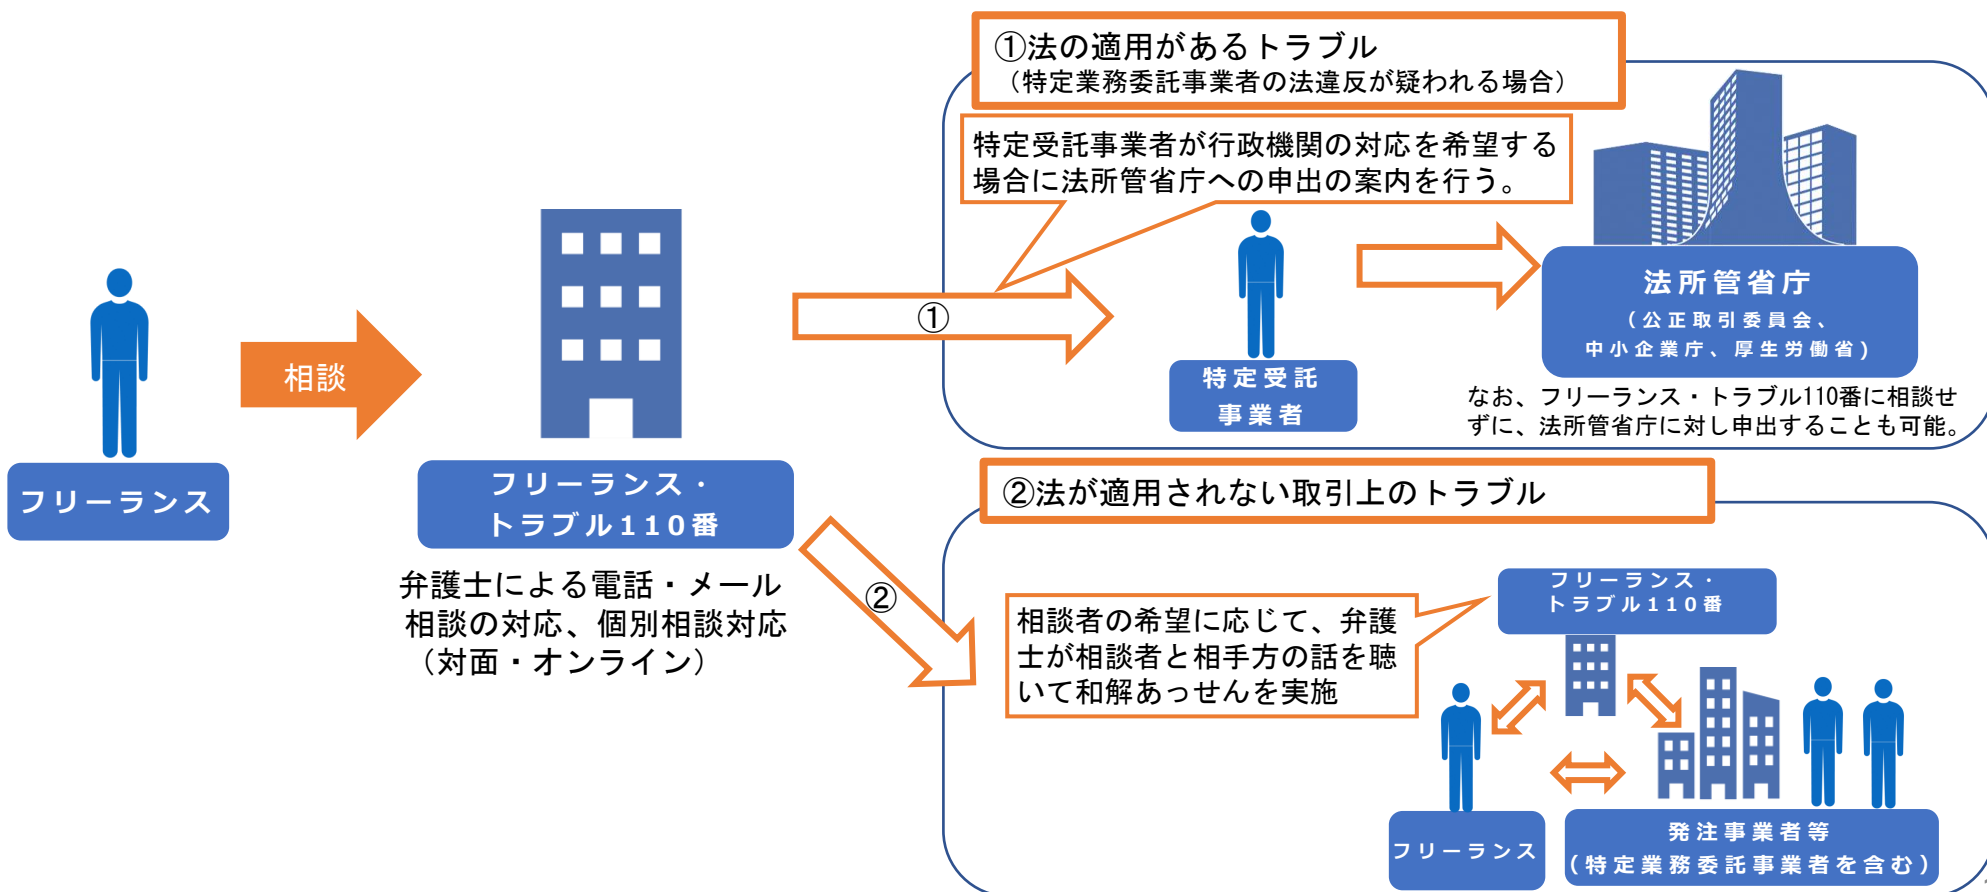 フリーランス
相談
フリーランス・
トラブル110番
弁護士による電話・メール
相談の対応、個別相談対応
（対面・オンライン）
①
②
①法の適用があるトラブル
（特定業務委託事業者の法違反が疑われる場合）
特定受託事業者が行政機関の対応を希望する
場合に法所管省庁への申出の案内を行う。
特定受託
事業者
法所管省庁
(公正取引委員会、
中小企業庁、厚生労働省)
なお、フリーランス・トラブル110番に相談せ
ずに、法所管省庁に対し申出することも可能。
②法が適用されない取引上のトラブル
相談者の希望に応じて、弁護
士が相談者と相手方の話を聴
いて和解あっせんを実施
フリーランス・
トラブル110番
フリーランス
発注事業者等
(特定業務委託事業者を含む)